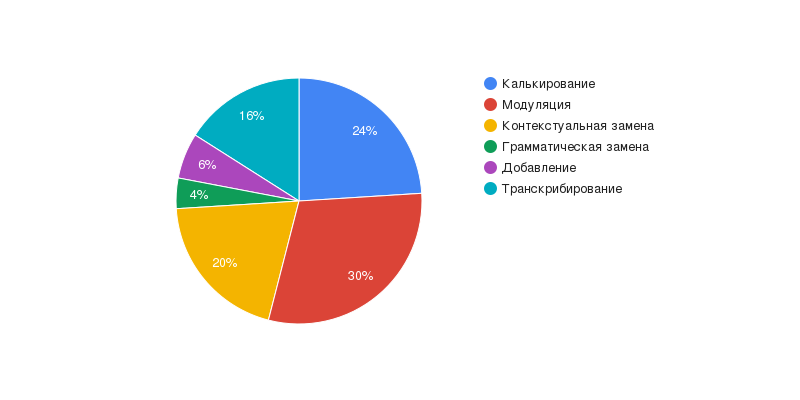 Калькирование
Модуляция
Контекстуальная замена
Грамматическая замена
Добавление
Транскрибирование
24%
30%
20%
4%
6%
16%